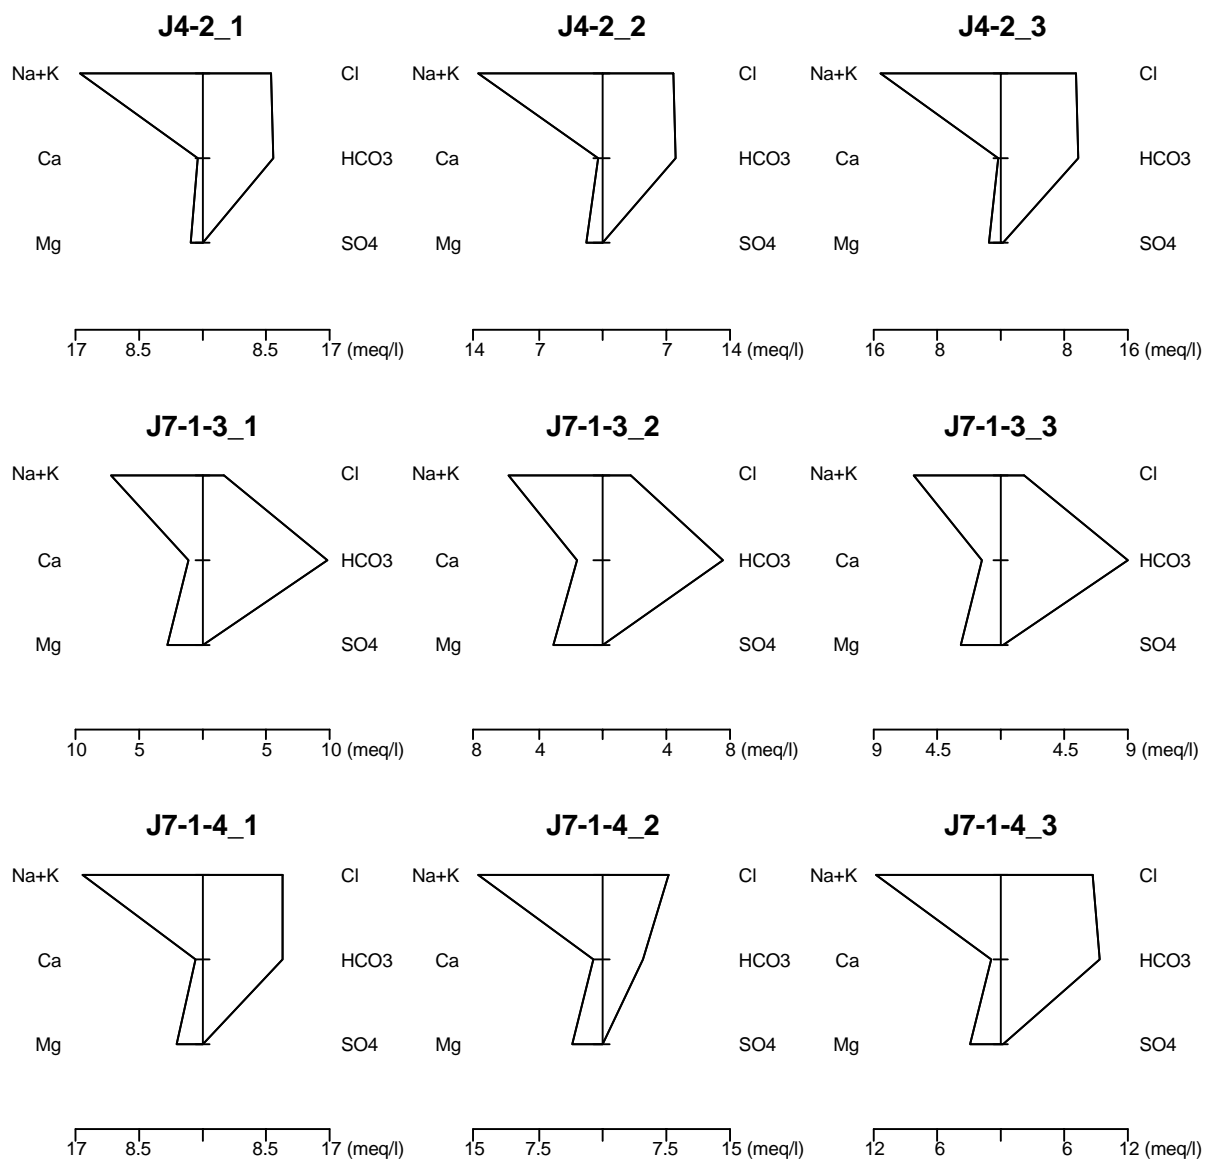 J4-2_1 J4-2_2 J4-2_3
Na+K Cl Na+K Cl Na+K Cl
Ca HCO3 Ca HCO3 Ca HCO3
Mg SO4 Mg SO4 Mg SO4
17 8.5 8.5 17 (meq/l) 14 7 7 14 (meq/l) 16 8 8 16 (meq/l)
J7-1-3_1 J7-1-3_2 J7-1-3_3
Na+K Cl Na+K Cl Na+K Cl
Ca HCO3 Ca HCO3 Ca HCO3
Mg SO4 Mg SO4 Mg SO4
10 5 5 10 (meq/l) 8 4 4 8 (meq/l) 9 4.5 4.5 9 (meq/l)
J7-1-4_1 J7-1-4_2 J7-1-4_3
Na+K Cl Na+K Cl Na+K Cl
Ca HCO3 Ca HCO3 Ca HCO3
Mg SO4 Mg SO4 Mg SO4
17 8.5 8.5 17 (meq/l) 15 7.5 7.5 15 (meq/l) 12 6 6 12 (meq/l)